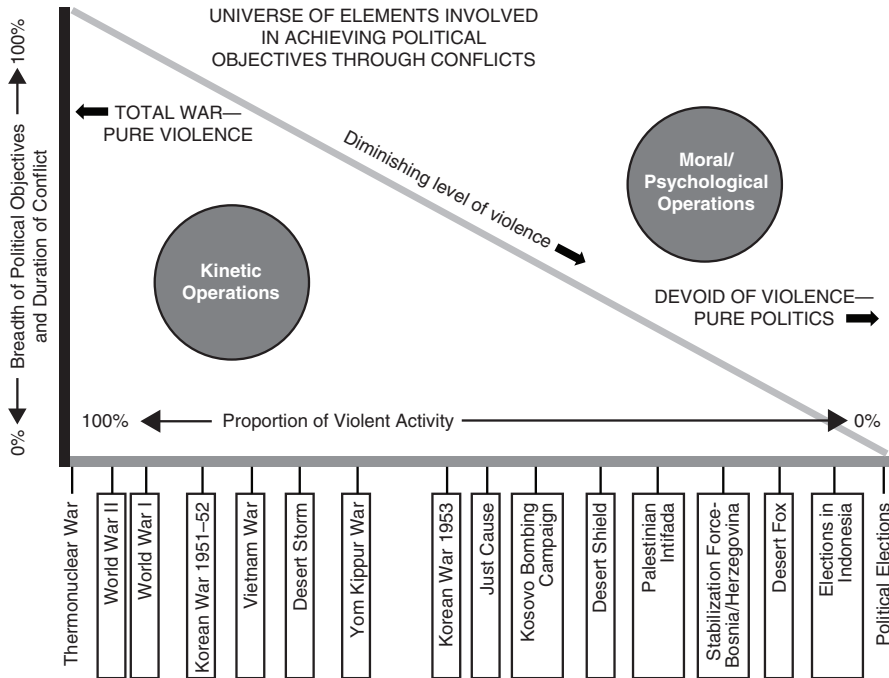 UNIVERSE OF ELEMENTS INVOLVED
IN ACHIEVING POLITICAL
OBJECTIVES THROUGH CONFLICTS
0% Breadth of Political Objectives 100%
and Duration of Conflict
TOTAL WAR—
PURE VIOLENCE
Diminishing level of violence
Moral/
Psychological
Operations
Kinetic
Operations
DEVOID OF VIOLENCE—
PURE POLITICS
100% Proportion of Violent Activity 0%
Thermonuclear War
World War II
World War I
Korean War 1951–52
Vietnam War
Desert Storm
Yom Kippur War
Korean War 1953
Just Cause
Kosovo Bombing
Campaign
Desert Shield
Palestinian
Intifada
Stabilization Force-
Bosnia/Herzegovina
Desert Fox
Elections in
Indonesia
Political Elections